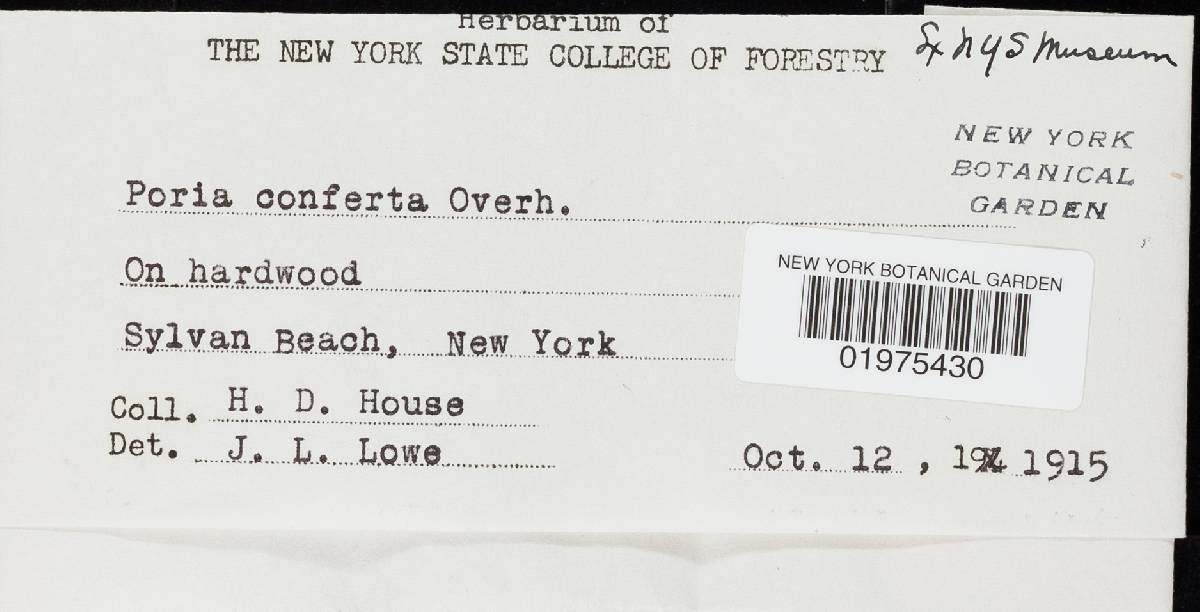 Herbarium of
THE NEW YORK STATE COLLEGE OF FORESTRY
Ex N Y S Museum
NEW YORK
BOTANICAL
GARDEN
Poria conferta Overh.
On hardwood
NEW YORK BOTANICAL GARDEN
01975430
Sylvan Beach, New York
Coll. H. D. House
Det. J. L. Lowe
Oct. 12 , 194 1915